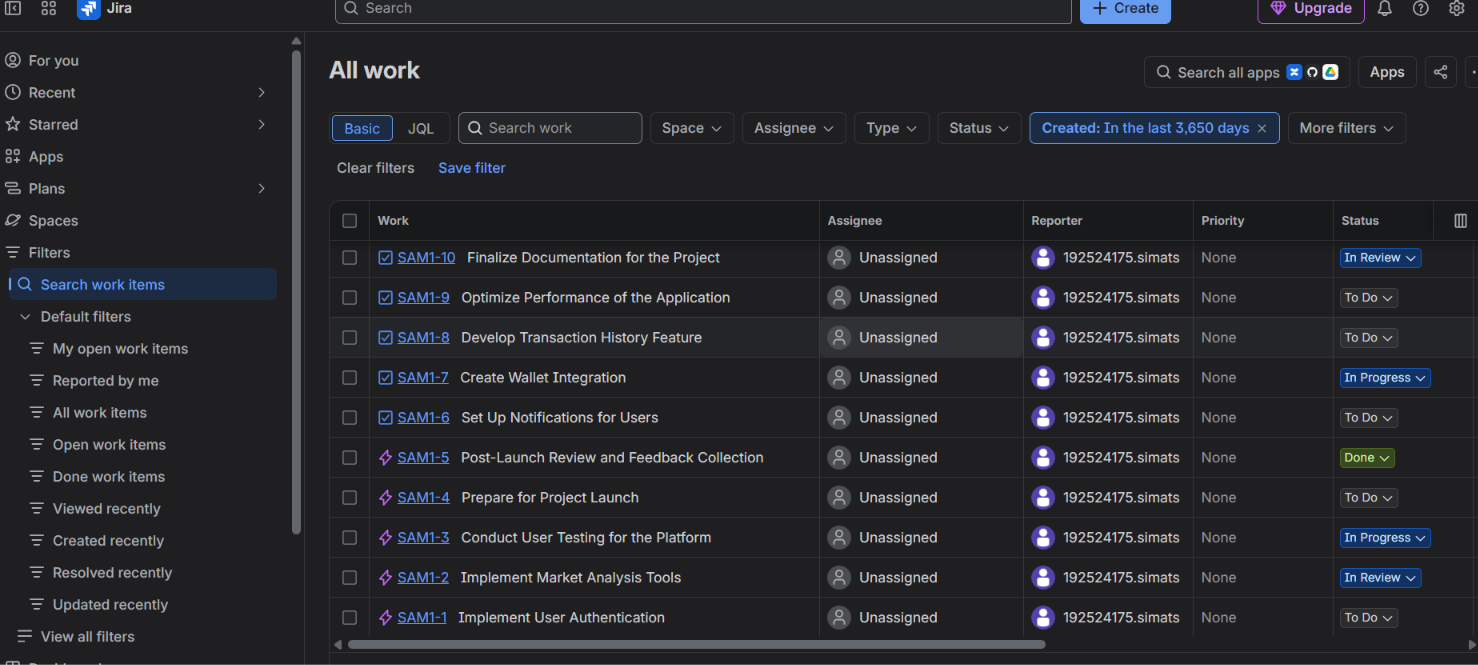 Jira
Search
Create
Upgrade
For you
Recent
Starred
Apps
Plans
Spaces
Filters
Search work items
Default filters
My open work items
Reported by me
All work items
Open work items
Done work items
Viewed recently
Created recently
Resolved recently
Updated recently
View all filters
All work
Search all apps
Apps
Basic JQL Search work Space Assignee Type Status Created: In the last 3,650 days More filters
Clear filters Save filter
Work Assignee Reporter Priority Status
SAM1-10 Finalize Documentation for the Project Unassigned 192524175.simats None In Review
SAM1-9 Optimize Performance of the Application Unassigned 192524175.simats None To Do
SAM1-8 Develop Transaction History Feature Unassigned 192524175.simats None To Do
SAM1-7 Create Wallet Integration Unassigned 192524175.simats None In Progress
SAM1-6 Set Up Notifications for Users Unassigned 192524175.simats None To Do
SAM1-5 Post-Launch Review and Feedback Collection Unassigned 192524175.simats None Done
SAM1-4 Prepare for Project Launch Unassigned 192524175.simats None To Do
SAM1-3 Conduct User Testing for the Platform Unassigned 192524175.simats None In Progress
SAM1-2 Implement Market Analysis Tools Unassigned 192524175.simats None In Review
SAM1-1 Implement User Authentication Unassigned 192524175.simats None To Do